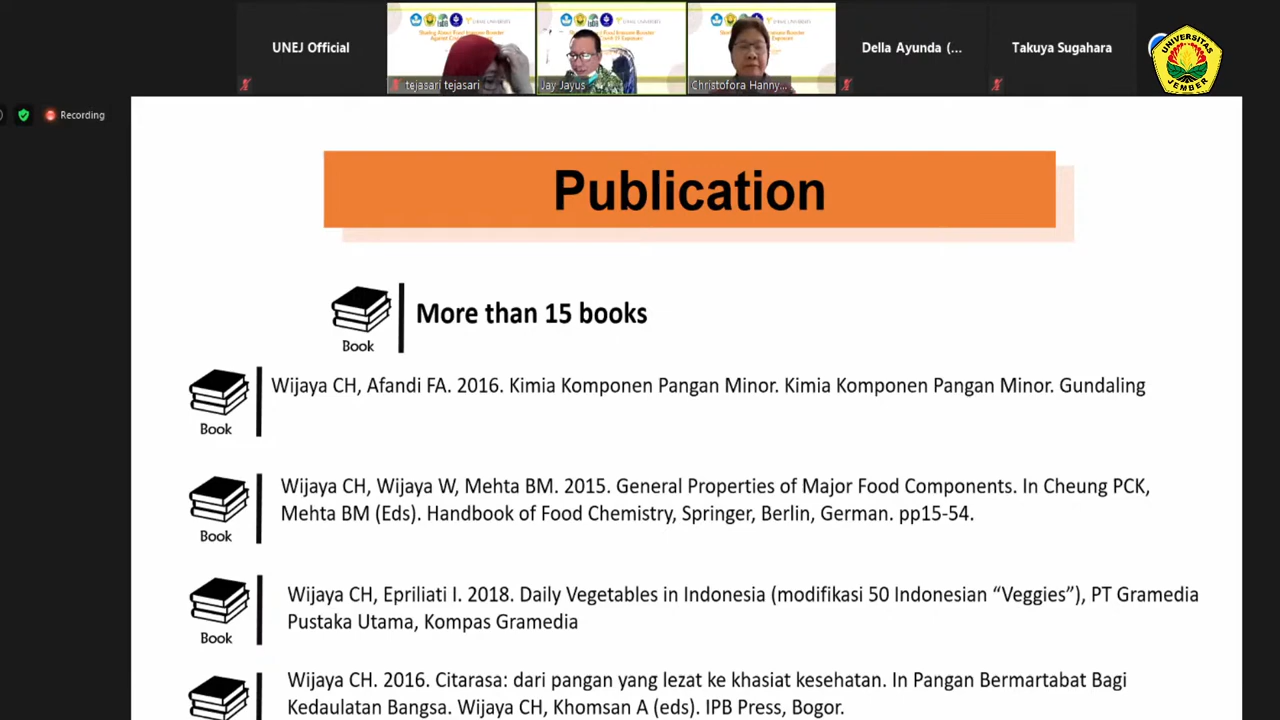 UNEJ Official
tejasari tejasari
Jay Jayus
Christofora Hanny...
Della Ayunda (...
Takuya Sugahara
UNIVERSITAS
JEMBER
Recording
Publication
Book
More than 15 books
Book
Wijaya CH, Afandi FA. 2016. Kimia Komponen Pangan Minor. Kimia Komponen Pangan Minor. Gundaling
Book
Wijaya CH, Wijaya W, Mehta BM. 2015. General Properties of Major Food Components. In Cheung PCK,
Mehta BM (Eds). Handbook of Food Chemistry, Springer, Berlin, German. pp15-54.
Book
Wijaya CH, Epriliati I. 2018. Daily Vegetables in Indonesia (modifikasi 50 Indonesian “Veggies”), PT Gramedia
Pustaka Utama, Kompas Gramedia
Wijaya CH. 2016. Citarasa: dari pangan yang lezat ke khasiat kesehatan. In Pangan Bermartabat Bagi
Kedaulatan Bangsa. Wijaya CH, Khomsan A (eds). IPB Press, Bogor.